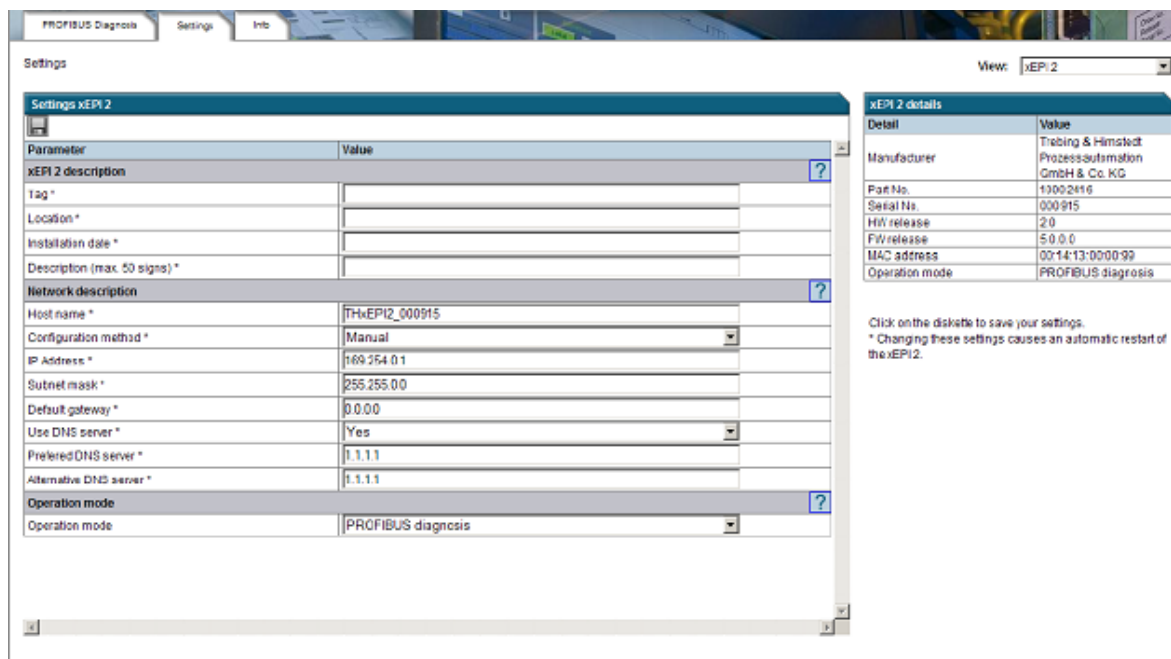 PROFIBUS Diagnosis Settings Info
Settings
View: xEPI 2
Settings xEPI 2
Parameter Value
xEPI 2 description ?
Tag *
Location *
Installation date *
Description (max. 50 signs) *
Network description ?
Host name * THxEPI2_000915
Configuration method * Manual
IP Address * 169.254.0.1
Subnet mask * 255.255.0.0
Default gateway * 0.0.0.0
Use DNS server * Yes
Prefered DNS server * 1.1.1.1
Alternative DNS server * 1.1.1.1
Operation mode ?
Operation mode PROFIBUS diagnosis
xEPI 2 details
Detail Value
Manufacturer Trebing & Himstedt
Prozessautomation
GmbH & Co. KG
Part No. 10002416
Serial No. 000915
HW release 2.0
FW release 5.0.0.0
MAC address 00:14:13:00:00:99
Operation mode PROFIBUS diagnosis
Click on the diskette to save your settings.
* Changing these settings causes an automatic restart of
the xEPI 2.